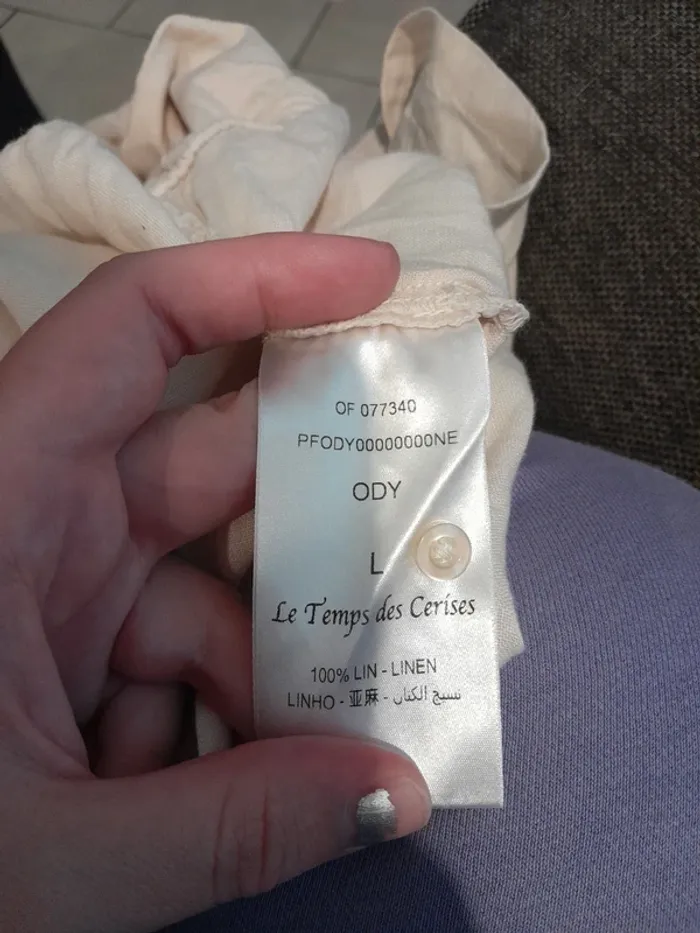 OF 077340
PFODY00000000NE
ODY
L
Le Temps des Cerises
100% LIN - LINEN
LINHO - 亚麻 - نسيج الكتان